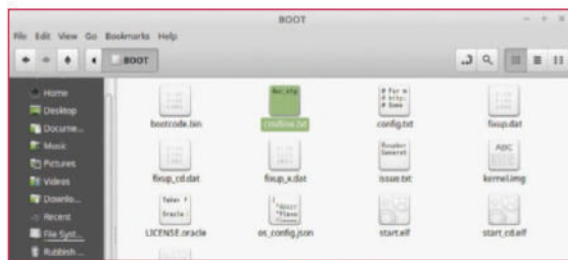 BOOT
File Edit View Go Bookmarks Help
BOOT
Home
Desktop
Docume...
Music
Pictures
Videos
Downlo...
Recent
File Syst...
Rubbish ...
bootcode.bin
cmdline.txt
config.txt
fixup.dat
fixup_cd.dat
fixup_x.dat
issue.txt
kernel.img
LICENSE.oracle
os_config.json
start.elf
start_cd.elf
ABC